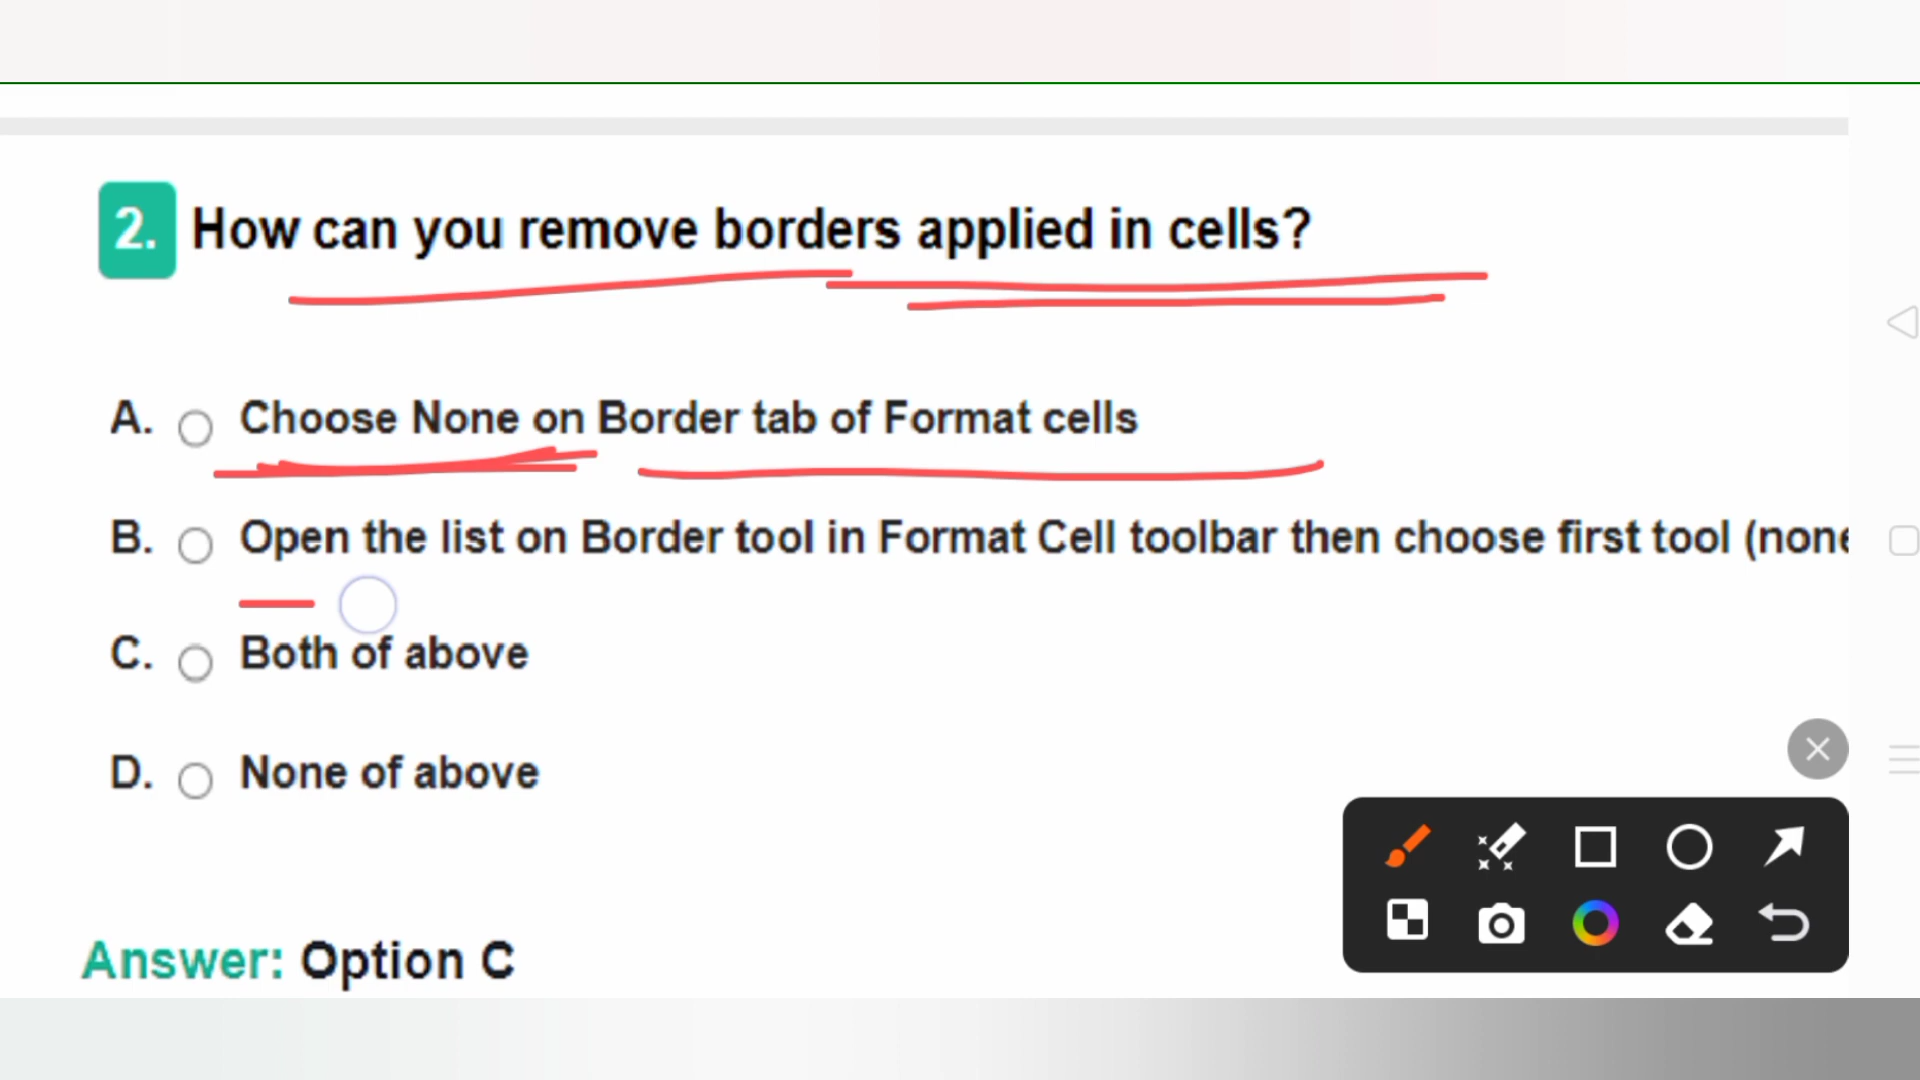 2. How can you remove borders applied in cells?
A. Choose None on Border tab of Format cells
B. Open the list on Border tool in Format Cell toolbar then choose first tool (none
C. Both of above
D. None of above
Answer: Option C